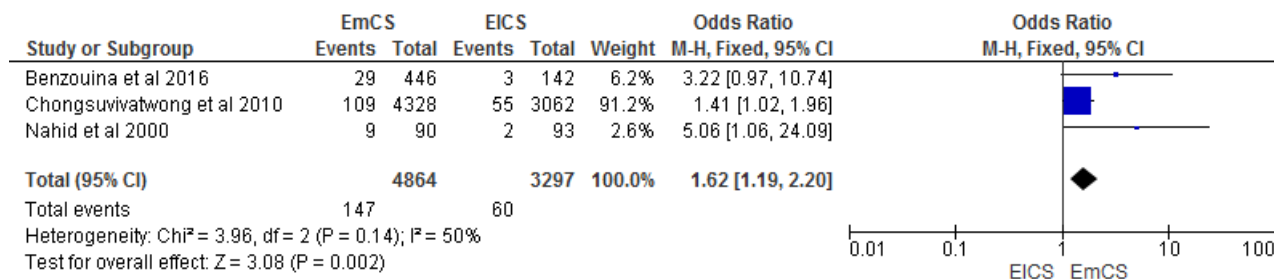 EmCS EICS Odds Ratio Odds Ratio
Study or Subgroup Events Total Events Total Weight M-H, Fixed, 95% CI M-H, Fixed, 95% CI
Benzouina et al 2016 29 446 3 142 6.2% 3.22 [0.97, 10.74]
Chongsuvivatwong et al 2010 109 4328 55 3062 91.2% 1.41 [1.02, 1.96]
Nahid et al 2000 9 90 2 93 2.6% 5.06 [1.06, 24.09]
Total (95% CI) 4864 3297 100.0% 1.62 [1.19, 2.20]
Total events 147 60
Heterogeneity: Chi² = 3.96, df = 2 (P = 0.14); I² = 50%
Test for overall effect: Z = 3.08 (P = 0.002)
0.01 0.1 1 10 100
EICS EmCS